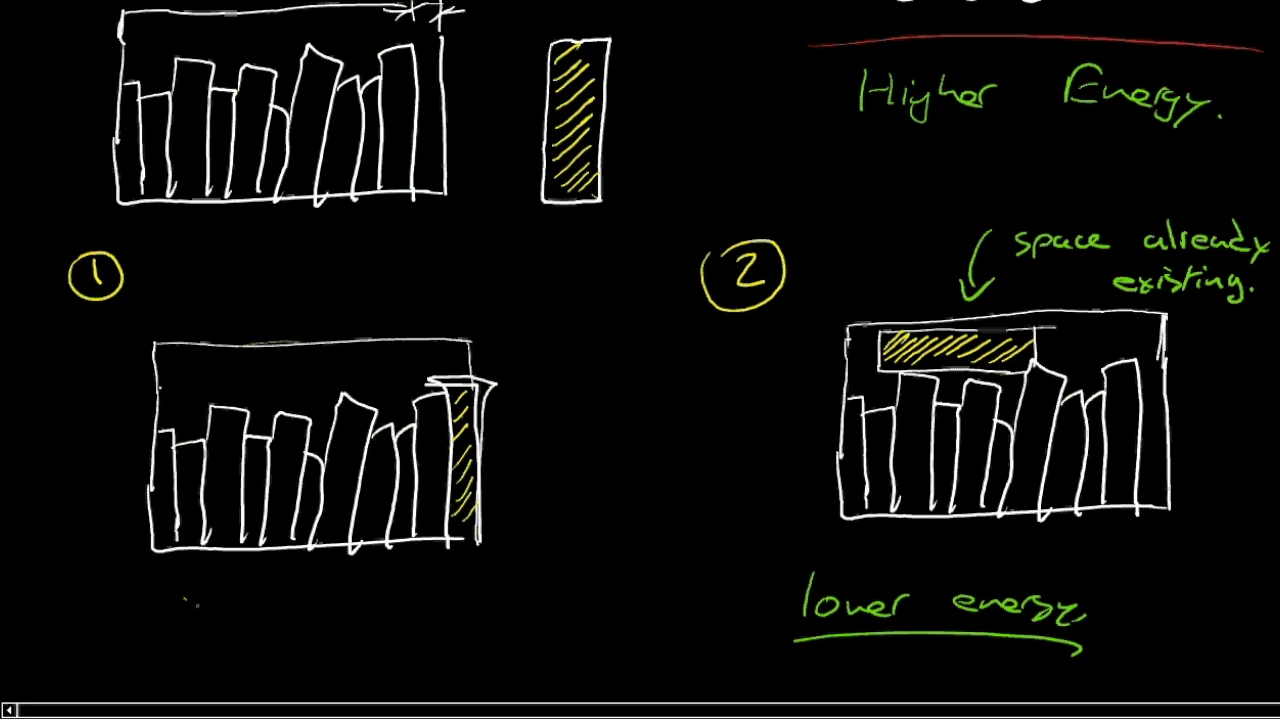 Higher Energy.
1
2
space already
existing.
lower energy